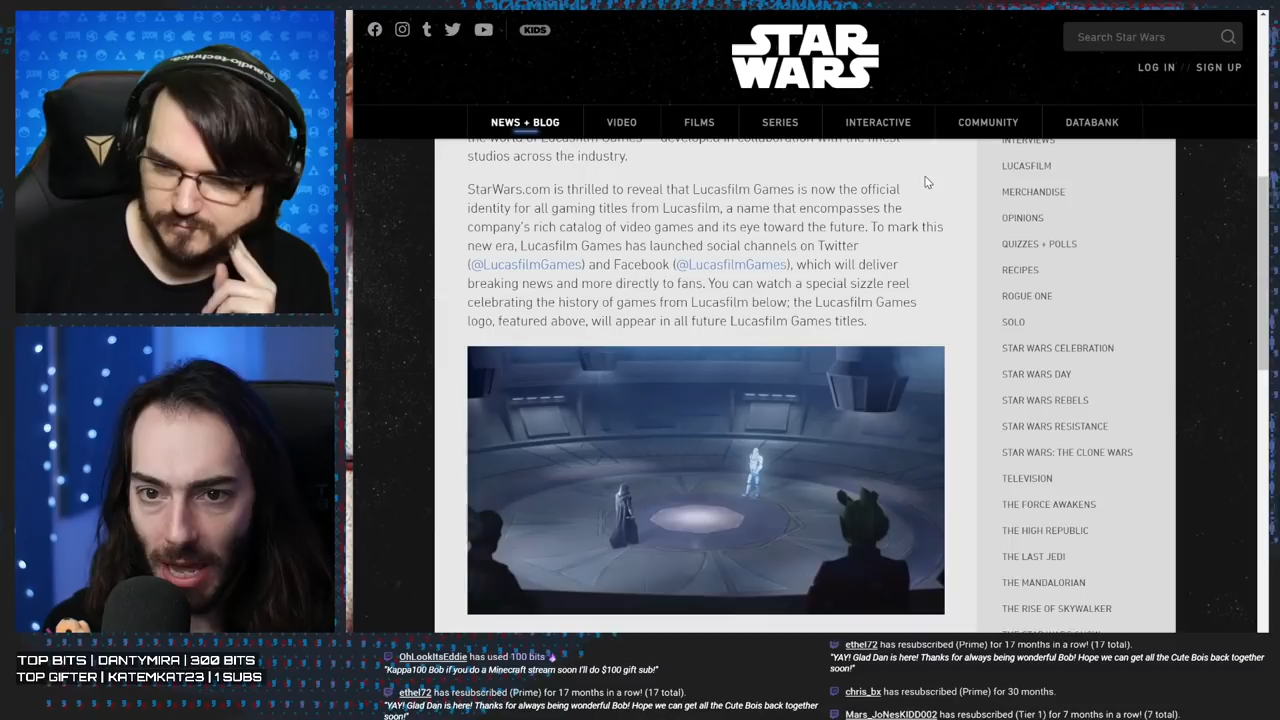 STAR
WARS
KIDS
Search Star Wars
LOG IN // SIGN UP
NEWS + BLOG
VIDEO
FILMS
SERIES
INTERACTIVE
COMMUNITY
DATABANK
audio-technica
the world of Lucasfilm Games — developed in collaboration with the finest
studios across the industry.
StarWars.com is thrilled to reveal that Lucasfilm Games is now the official
identity for all gaming titles from Lucasfilm, a name that encompasses the
company's rich catalog of video games and its eye toward the future. To mark this
new era, Lucasfilm Games has launched social channels on Twitter
(@LucasfilmGames) and Facebook (@LucasfilmGames), which will deliver
breaking news and more directly to fans. You can watch a special sizzle reel
celebrating the history of games from Lucasfilm below; the Lucasfilm Games
logo, featured above, will appear in all future Lucasfilm Games titles.
INTERVIEWS
LUCASFILM
MERCHANDISE
OPINIONS
QUIZZES + POLLS
RECIPES
ROGUE ONE
SOLO
STAR WARS CELEBRATION
STAR WARS DAY
STAR WARS REBELS
STAR WARS RESISTANCE
STAR WARS: THE CLONE WARS
TELEVISION
THE FORCE AWAKENS
THE HIGH REPUBLIC
THE LAST JEDI
THE MANDALORIAN
THE RISE OF SKYWALKER
TOP BITS | DANTYMIRA | 300 BITS
TOP GIFTER | KATEMKAT23 | 1 SUBS
OhLookItsEddie has used 100 bits
"Kappa100 Bob if you do a Minecraft stream soon I'll do $100 gift sub!"
ethel72 has resubscribed (Prime) for 17 months in a row! (17 total).
"YAY! Glad Dan is here! Thanks for always being wonderful Bob! Hope we can get all the Cute Bois back together
soon!"
ethel72 has resubscribed (Prime) for 17 months in a row! (17 total).
"YAY! Glad Dan is here! Thanks for always being wonderful Bob! Hope we can get all the Cute Bois back together
soon!"
chris_bx has resubscribed (Prime) for 30 months.
Mars_JoNesKIDD002 has resubscribed (Tier 1) for 7 months in a row! (7 total).